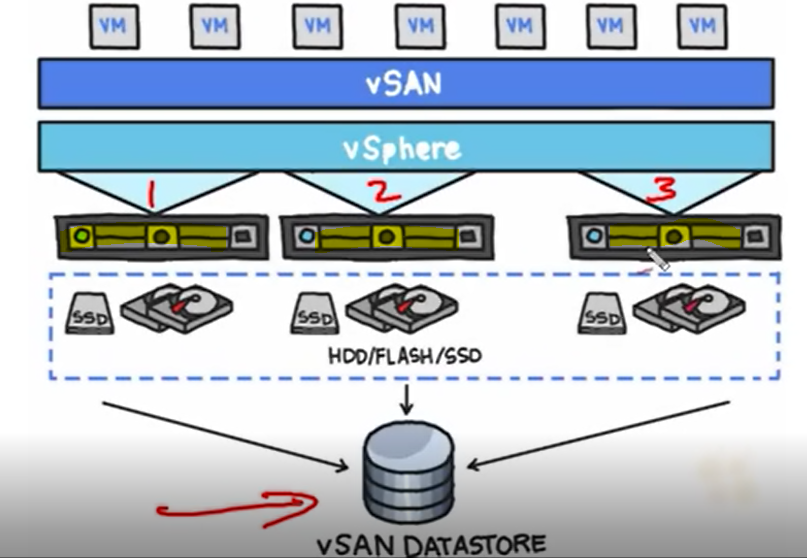 VM VM VM VM VM VM VM
vSAN
vSphere
1 2 3
SSD SSD SSD
HDD/FLASH/SSD
vSAN DATASTORE